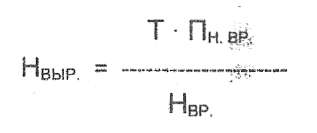 Т · Пн. вр.
Нвыр. = ----------------
Нвр.